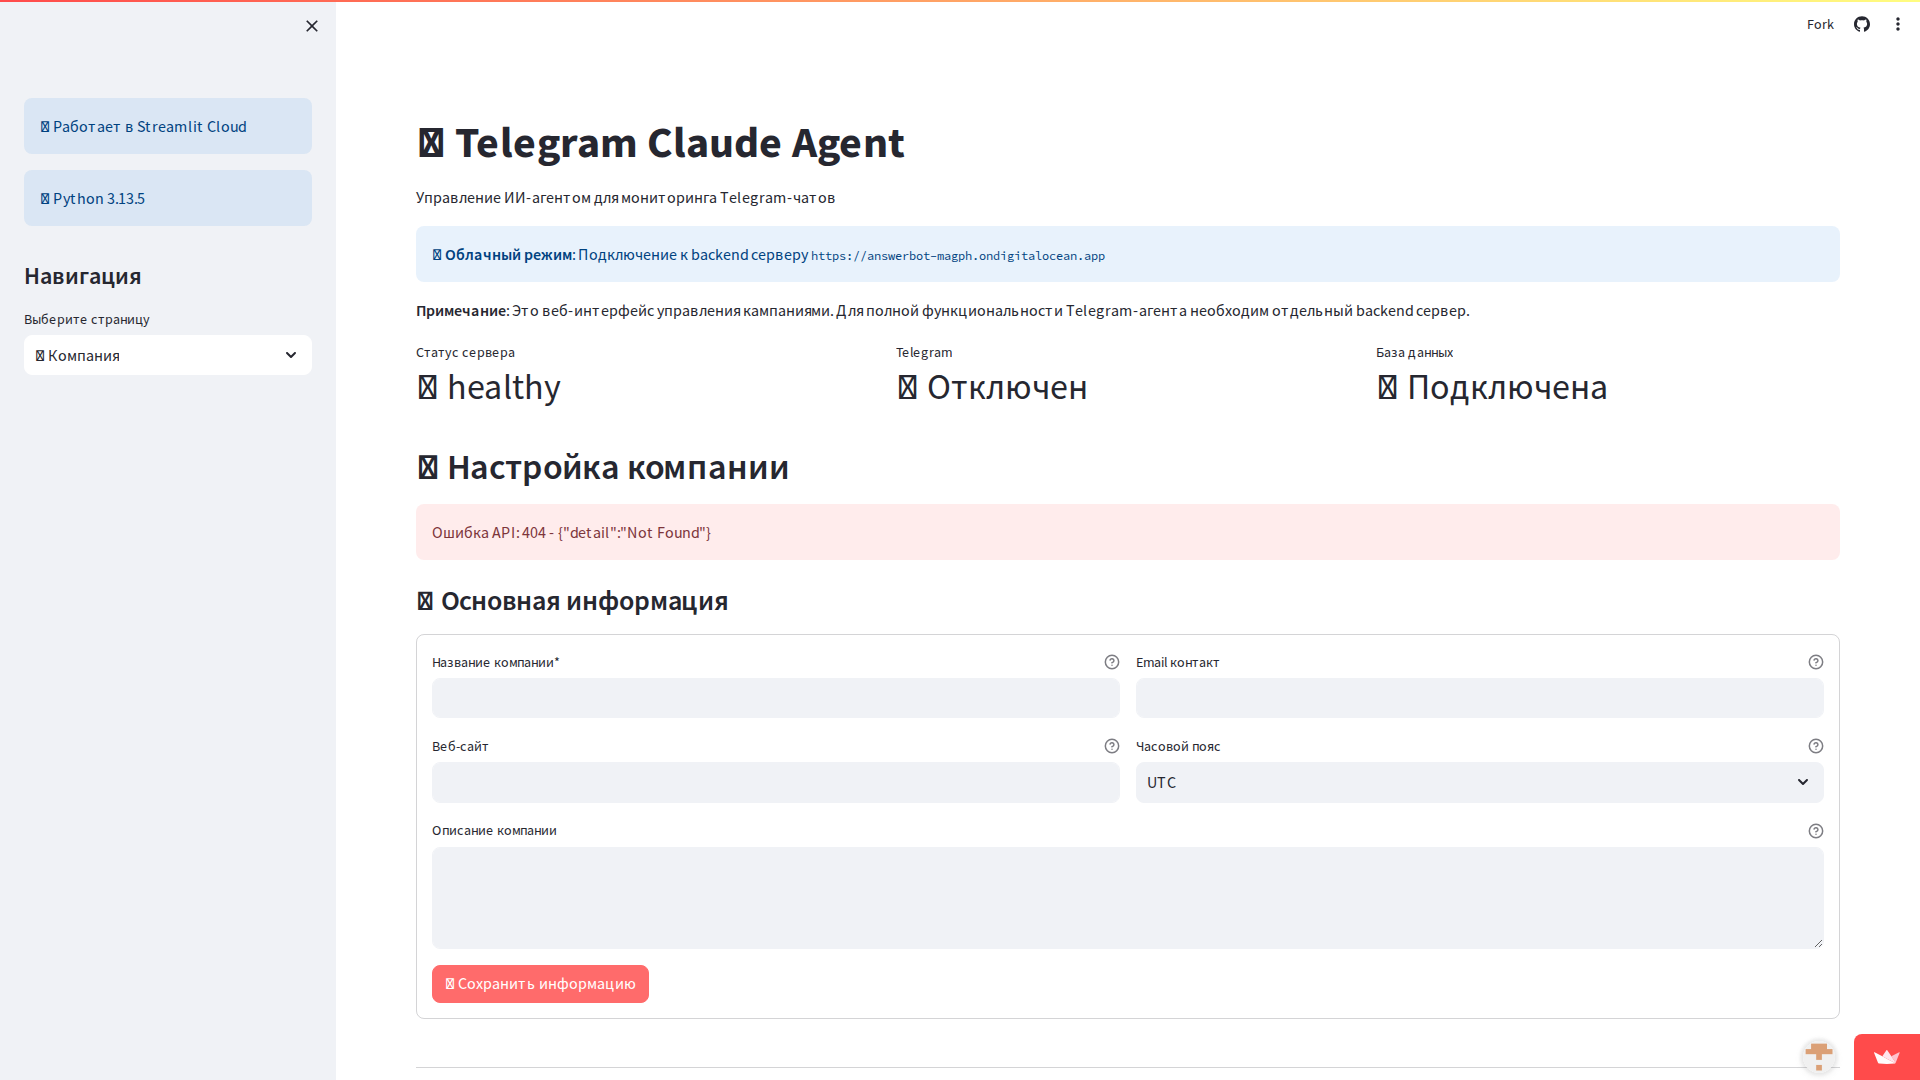 Fork
Работает в Streamlit Cloud
Python 3.13.5
Навигация
Выберите страницу
Компания
Telegram Claude Agent
Управление ИИ-агентом для мониторинга Telegram-чатов
Облачный режим: Подключение к backend серверу https://answerbot-magph.ondigitalocean.app
Примечание: Это веб-интерфейс управления кампаниями. Для полной функциональности Telegram-агента необходим отдельный backend сервер.
Статус сервера
healthy
Telegram
Отключен
База данных
Подключена
Настройка компании
Ошибка API: 404 - {"detail":"Not Found"}
Основная информация
Название компании*
Email контакт
Веб-сайт
Часовой пояс
UTC
Описание компании
Сохранить информацию